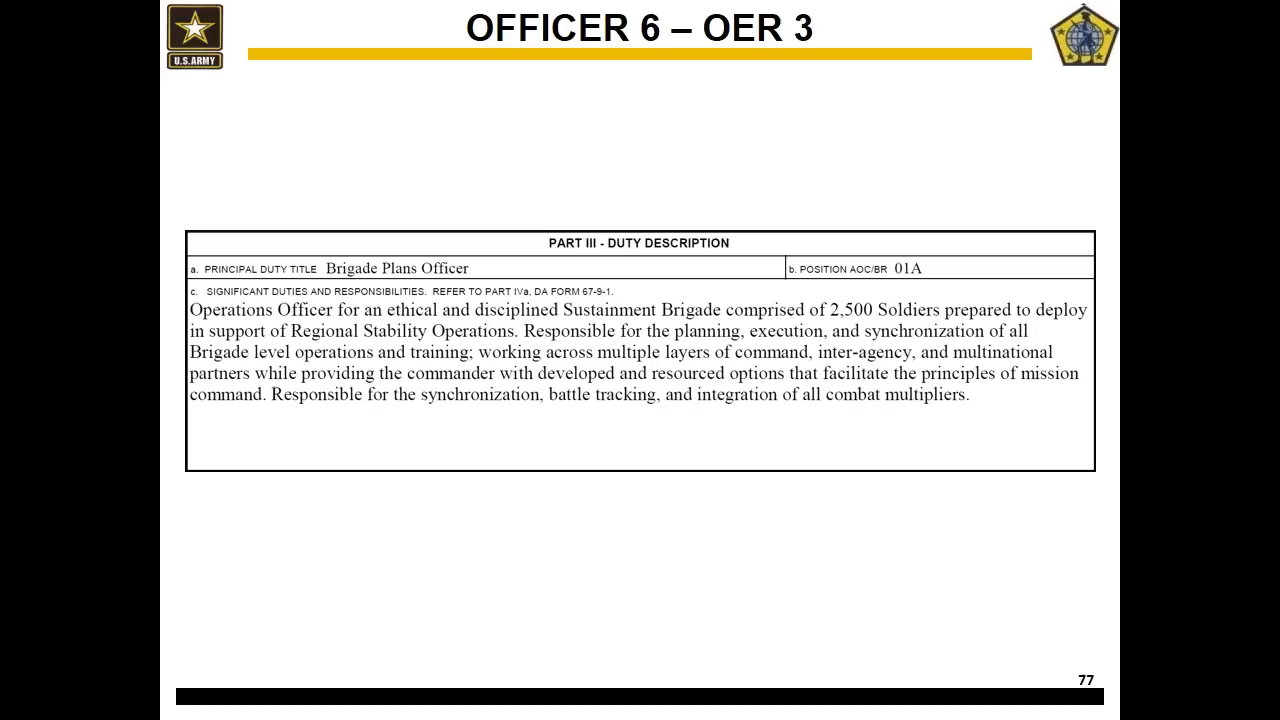 OFFICER 6 – OER 3
U.S.ARMY
PART III - DUTY DESCRIPTION
a. PRINCIPAL DUTY TITLE Brigade Plans Officer
b. POSITION AOC/BR 01A
c. SIGNIFICANT DUTIES AND RESPONSIBILITIES. REFER TO PART IVa, DA FORM 67-9-1.
Operations Officer for an ethical and disciplined Sustainment Brigade comprised of 2,500 Soldiers prepared to deploy
in support of Regional Stability Operations. Responsible for the planning, execution, and synchronization of all
Brigade level operations and training; working across multiple layers of command, inter-agency, and multinational
partners while providing the commander with developed and resourced options that facilitate the principles of mission
command. Responsible for the synchronization, battle tracking, and integration of all combat multipliers.
77